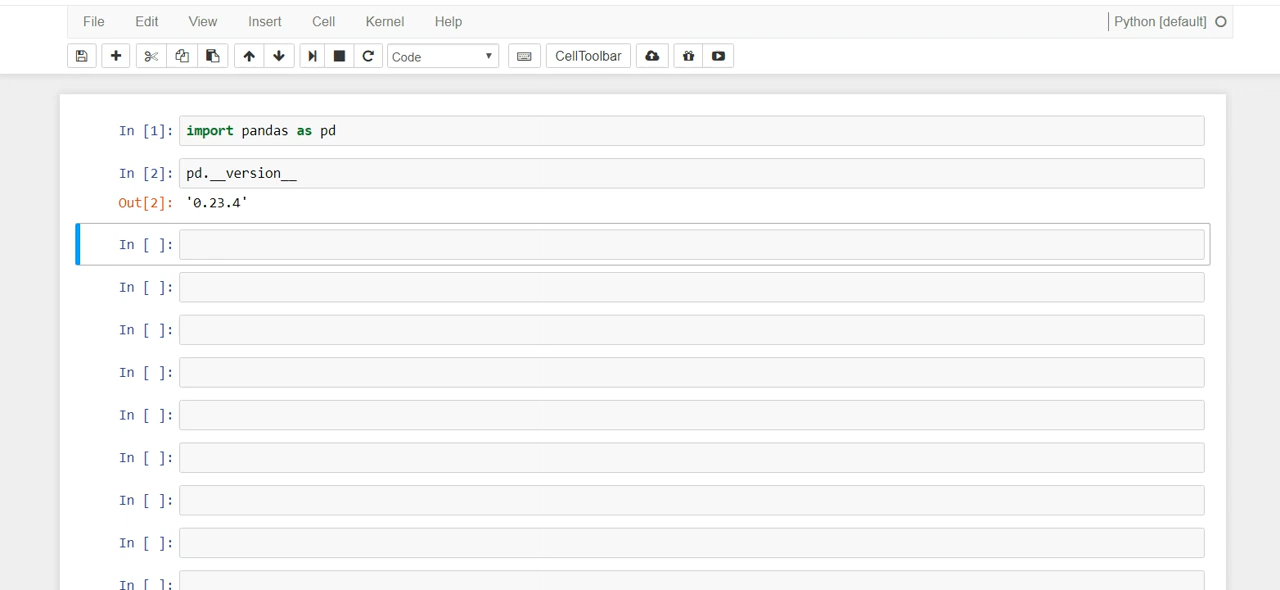 File Edit View Insert Cell Kernel Help Python [default]
Code CellToolbar
In [1]: import pandas as pd
In [2]: pd.__version__
Out[2]: '0.23.4'
In [ ]:
In [ ]:
In [ ]:
In [ ]:
In [ ]:
In [ ]:
In [ ]:
In [ ]:
In [ ]: